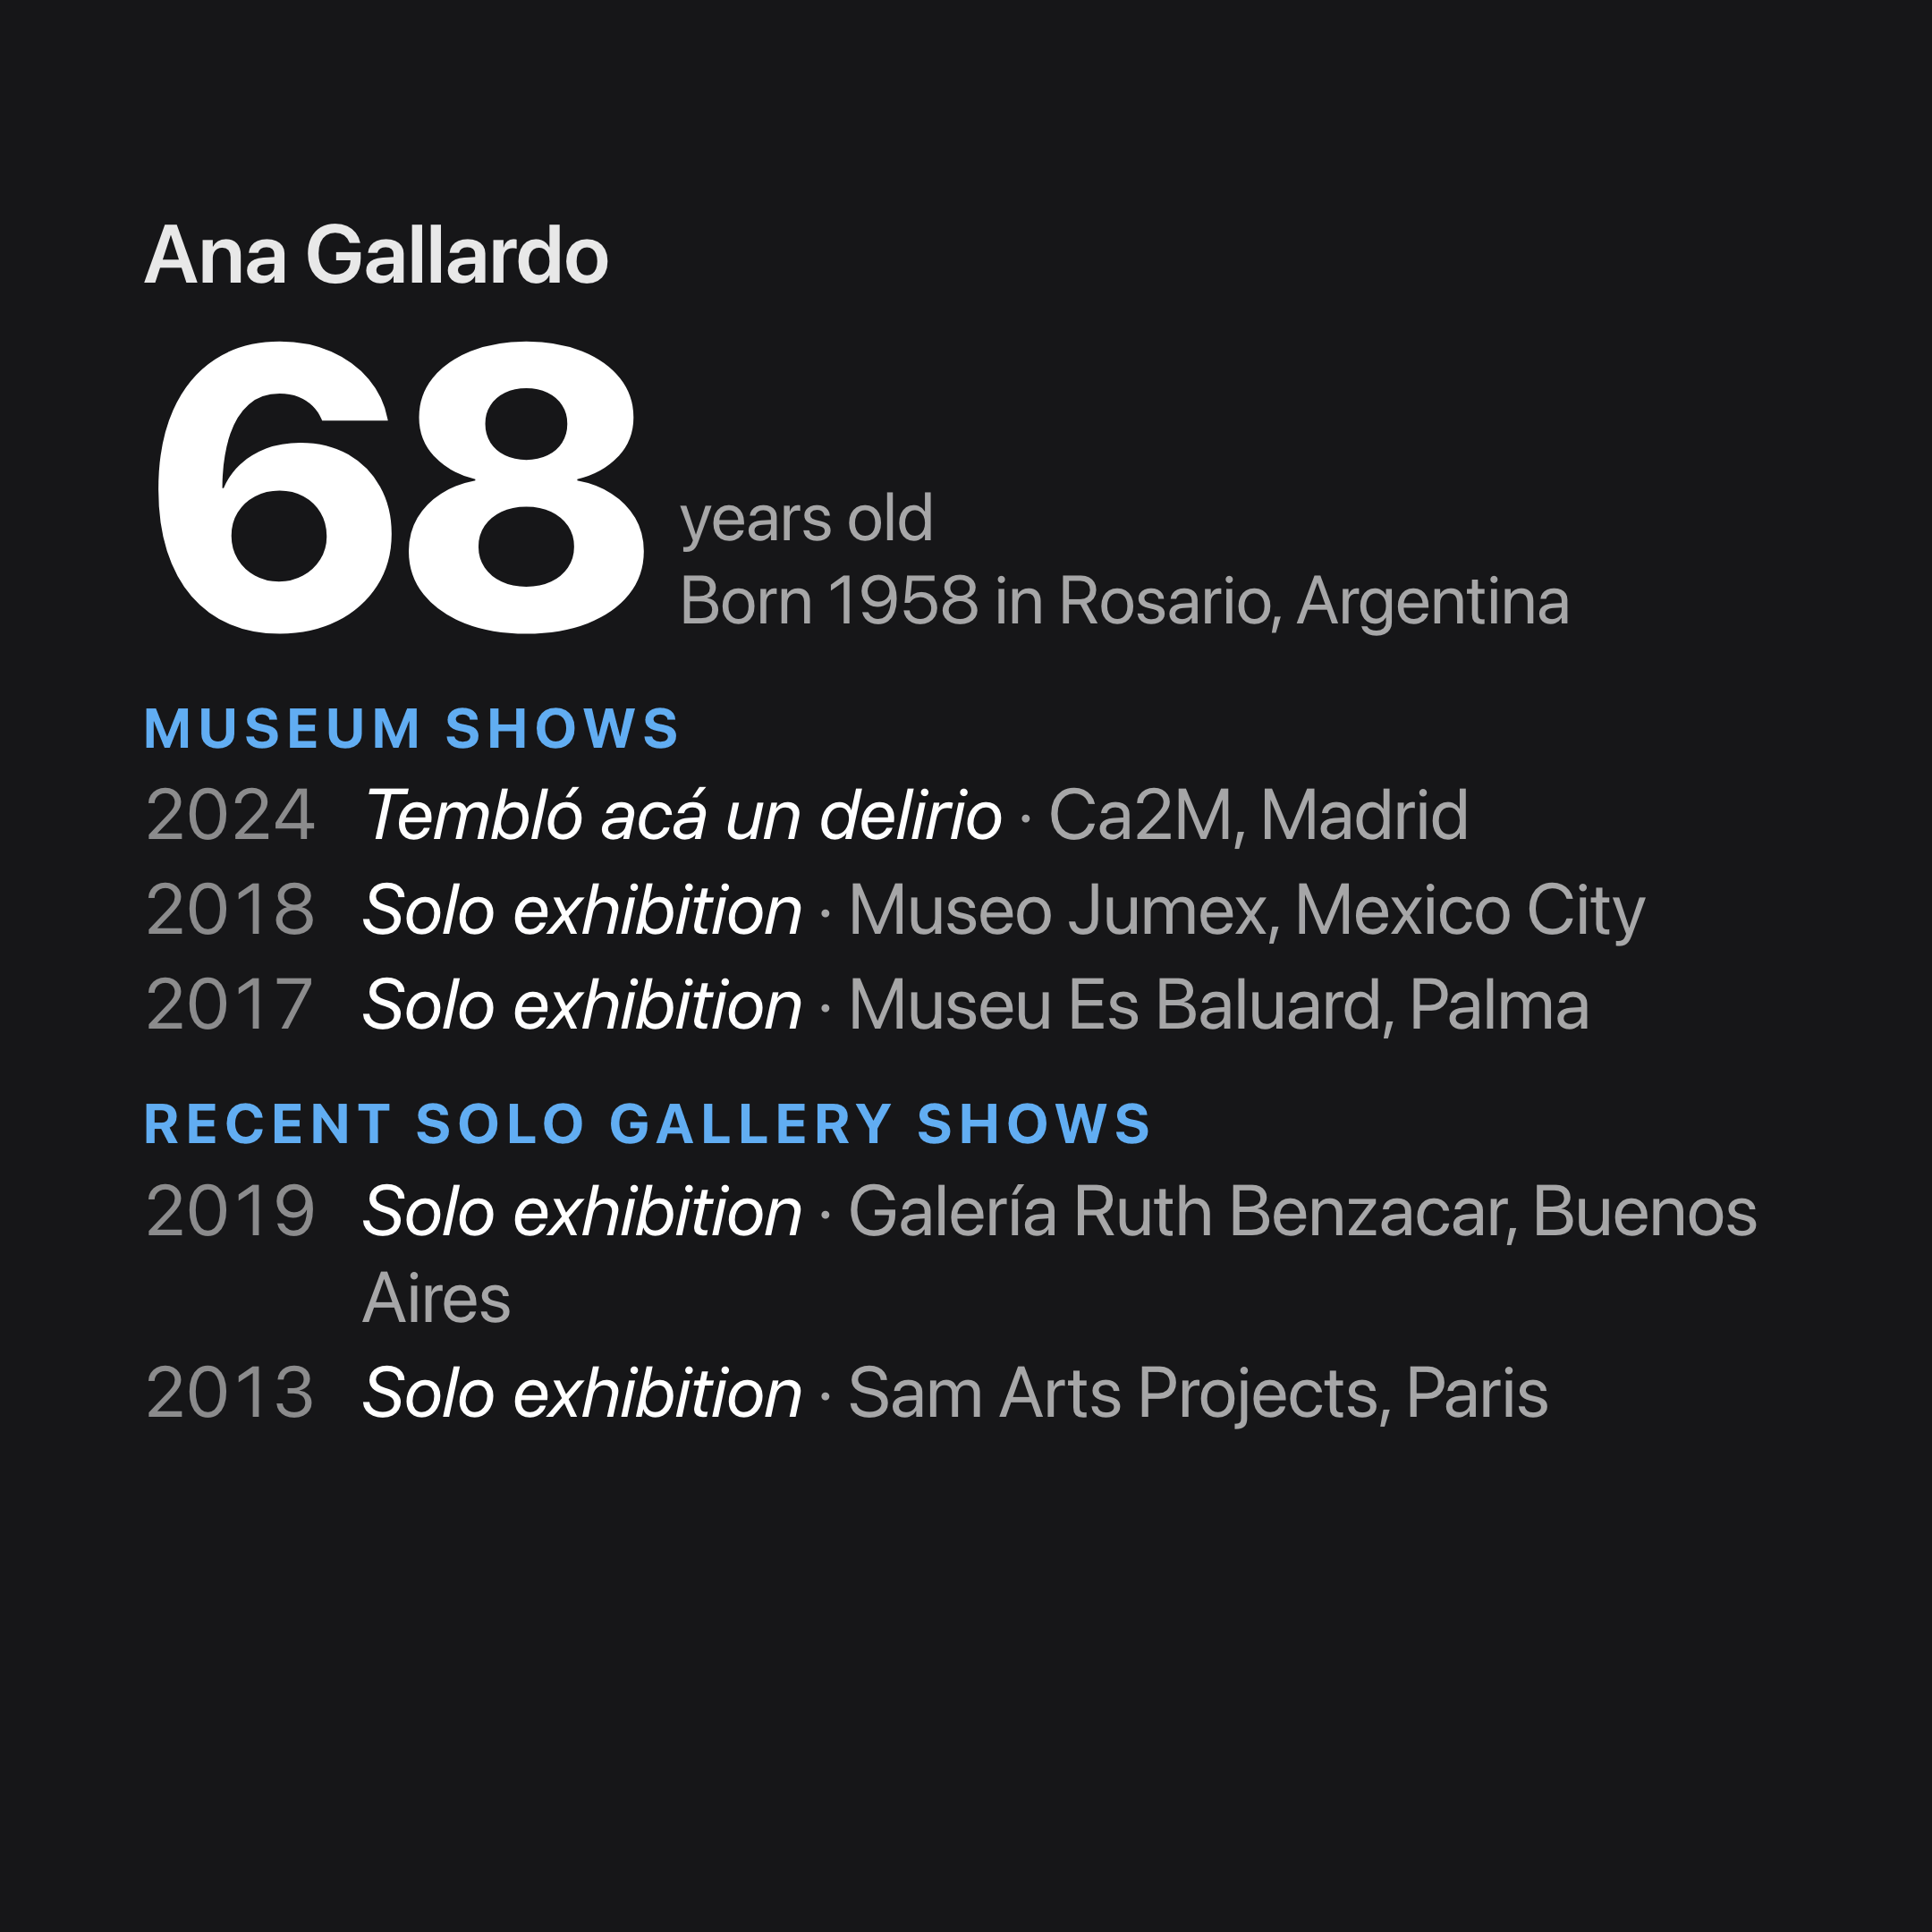 Ana Gallardo
68
years old
Born 1958 in Rosario, Argentina
MUSEUM SHOWS
2024 Tembló acá un delirio · Ca2M, Madrid
2018 Solo exhibition · Museo Jumex, Mexico City
2017 Solo exhibition · Museu Es Baluard, Palma
RECENT SOLO GALLERY SHOWS
2019 Solo exhibition · Galería Ruth Benzacar, Buenos
Aires
2013 Solo exhibition · Sam Arts Projects, Paris